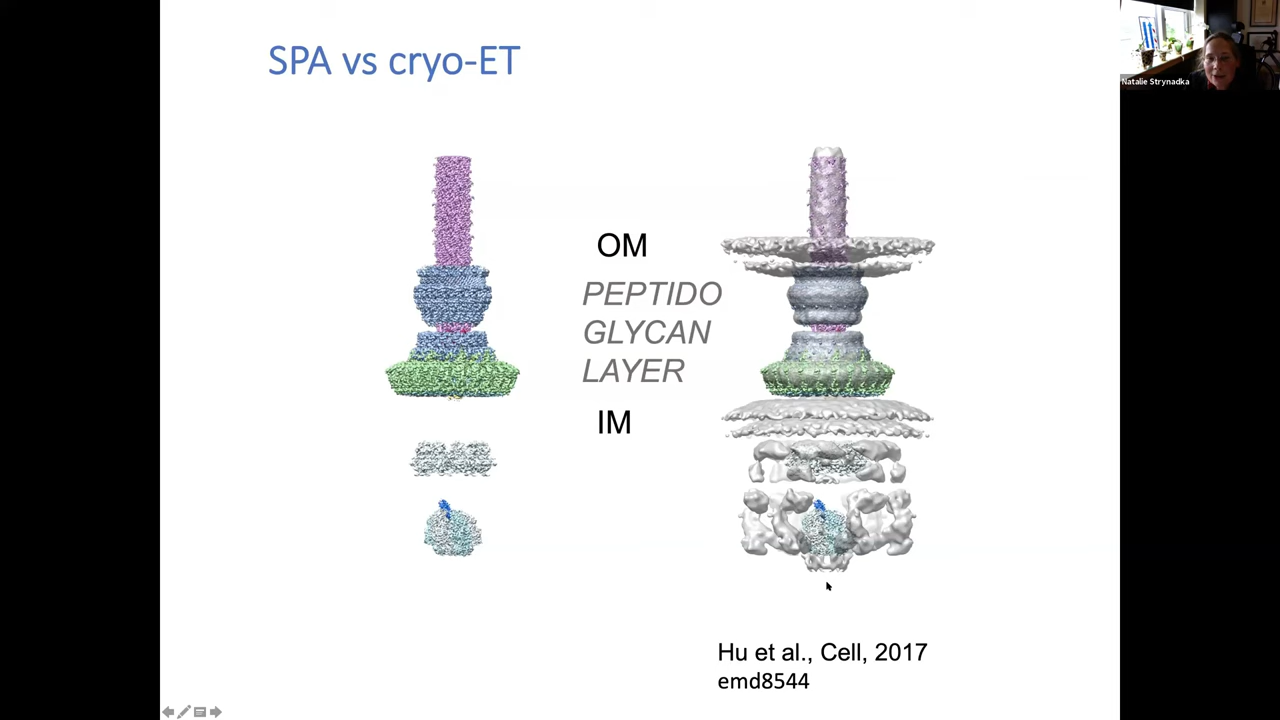 SPA vs cryo-ET
Natalie Strynadka
OM
PEPTIDO
GLYCAN
LAYER
IM
Hu et al., Cell, 2017
emd8544